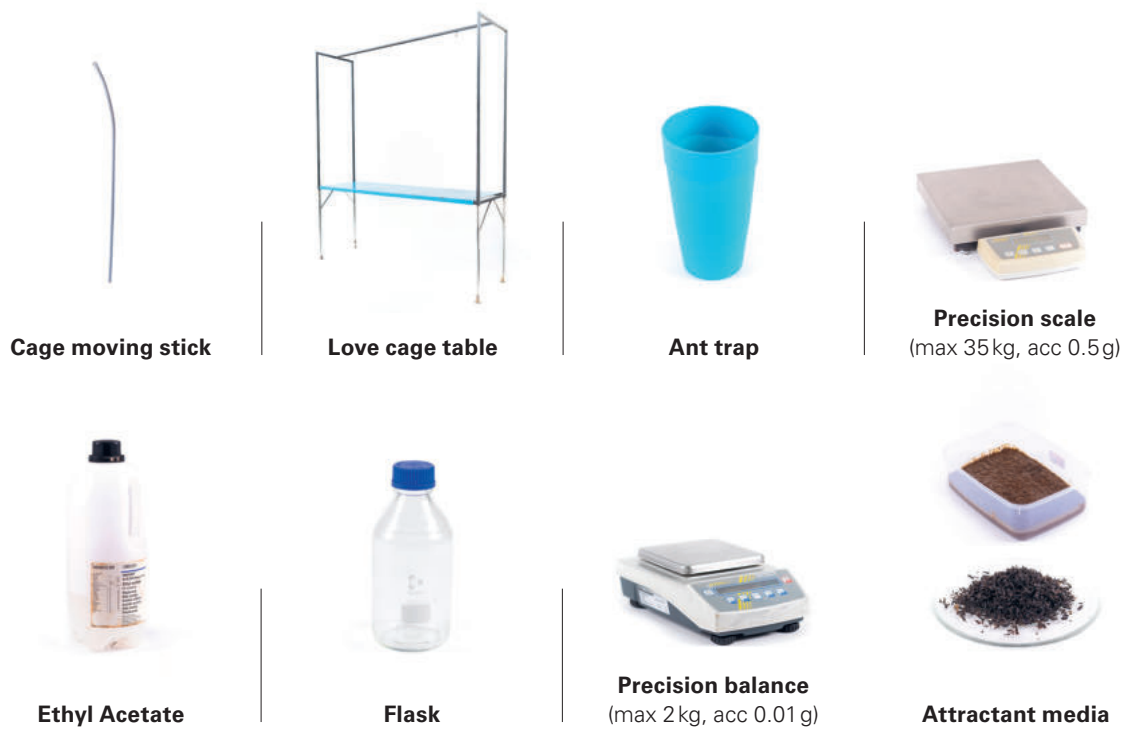 Cage moving stick
Love cage table
Ant trap
Precision scale
(max 35 kg, acc 0.5 g)
Ethyl Acetate
Flask
Precision balance
(max 2 kg, acc 0.01 g)
Attractant media